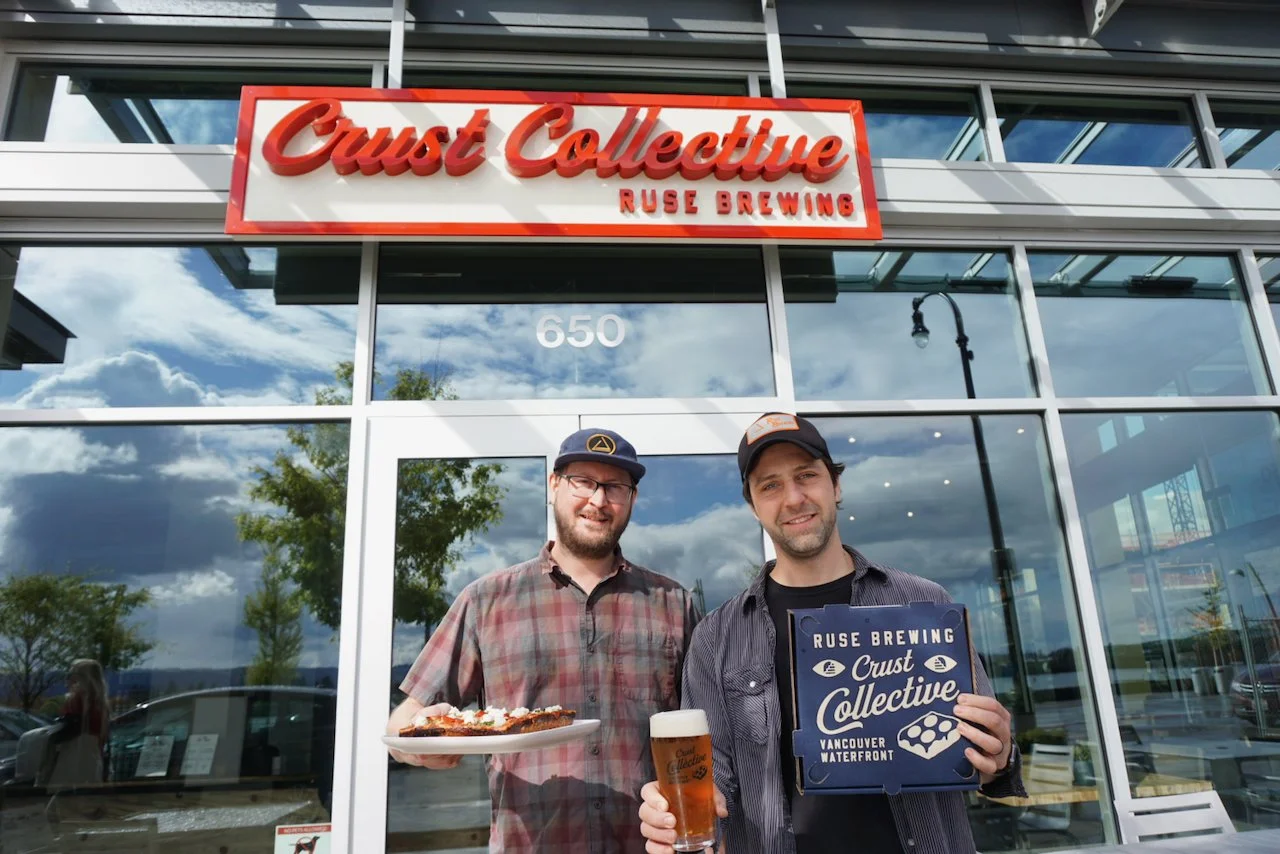 Crust Collective
RUSE BREWING
650
RUSE BREWING
Crust
Collective
VANCOUVER
WATERFRONT
Crust
Collective